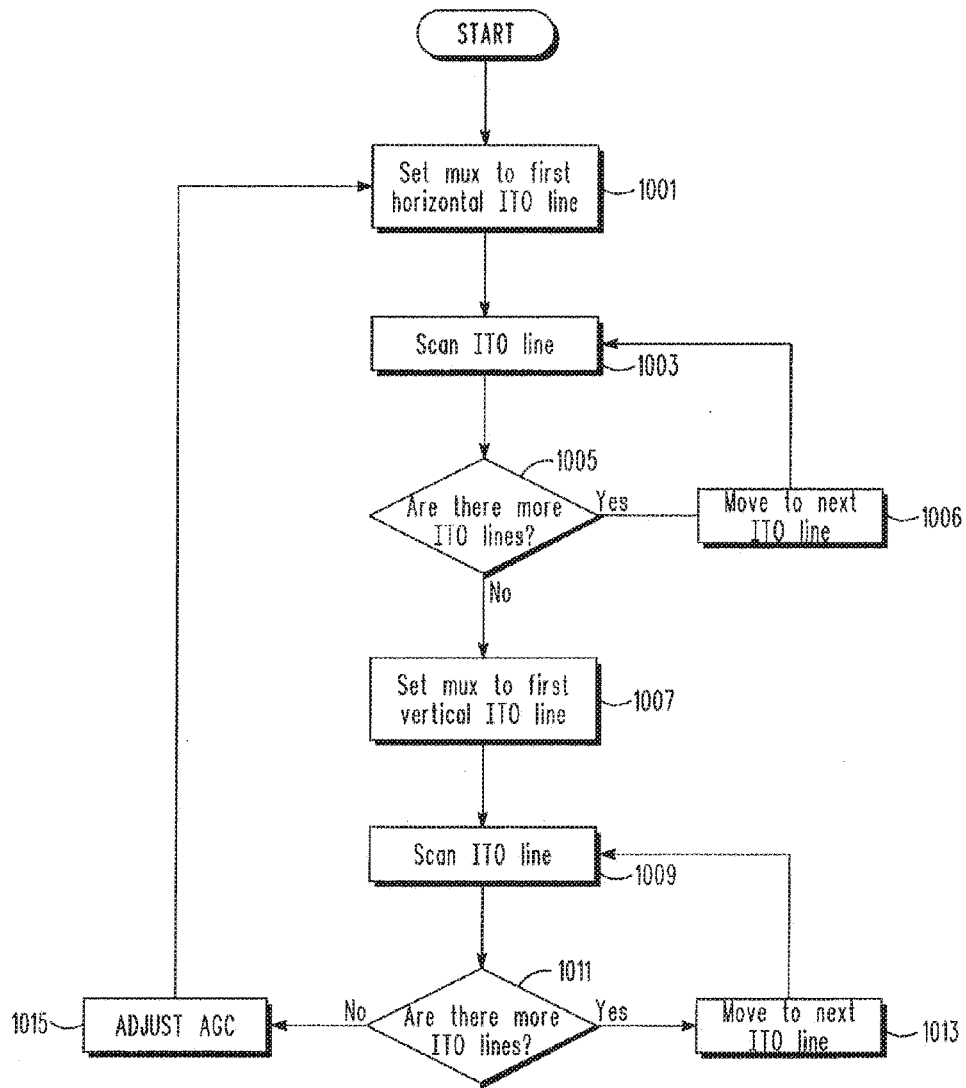 START
Set mux to first
horizontal ITO line
1001
Scan ITO line
1003
1005
Are there more
ITO lines?
Yes
Move to next
ITO line
1006
No
Set mux to first
vertical ITO line
1007
Scan ITO line
1009
1011
Are there more
ITO lines?
No
Yes
1015
ADJUST AGC
Move to next
ITO line
1013